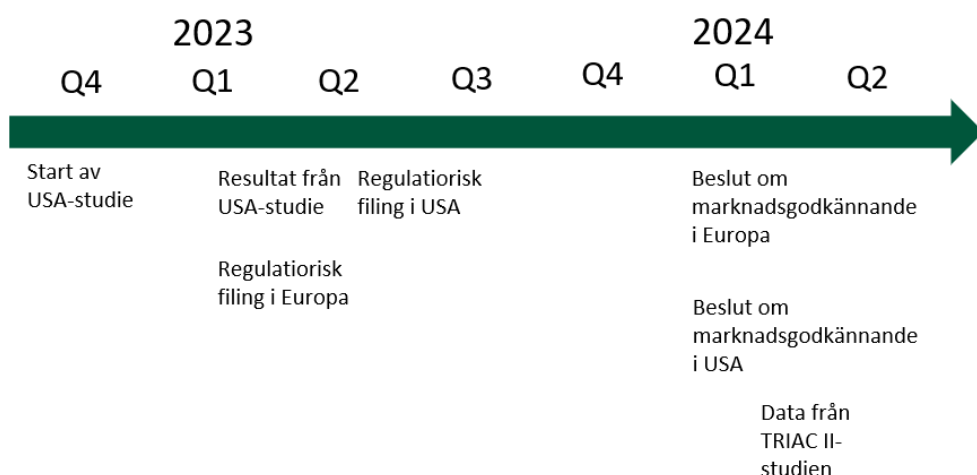 2023
2024
Q4
Q1
Q2
Q3
Q4
Q1
Q2
Start av
USA-studie
Resultat från
USA-studie
Regulatiorisk
filing i USA
Beslut om
marknadsgodkännande
i Europa
Regulatiorisk
filing i Europa
Beslut om
marknadsgodkännande
i USA
Data från
TRIAC II-
studien